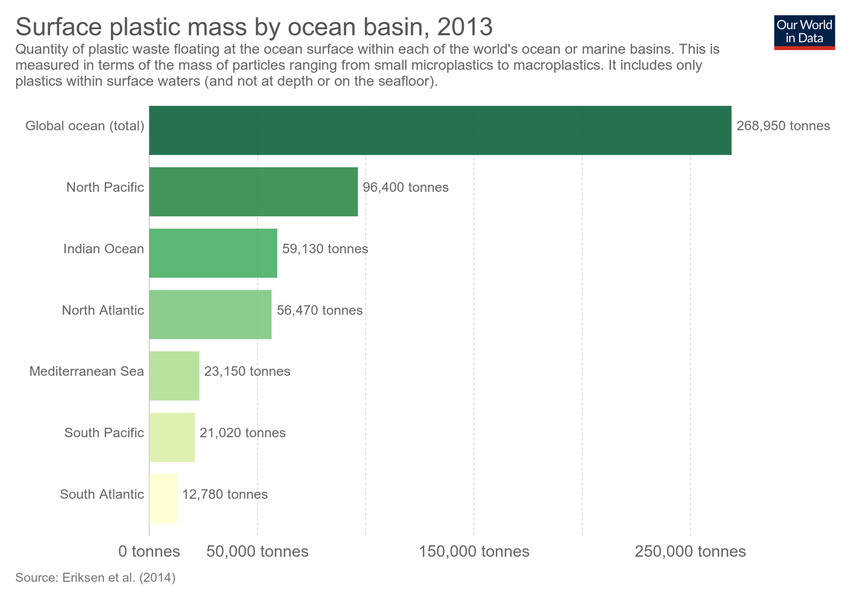 Surface plastic mass by ocean basin, 2013
Our World
in Data
Quantity of plastic waste floating at the ocean surface within each of the world's ocean or marine basins. This is
measured in terms of the mass of particles ranging from small microplastics to macroplastics. It includes only
plastics within surface waters (and not at depth or on the seafloor).
Global ocean (total) 268,950 tonnes
North Pacific 96,400 tonnes
Indian Ocean 59,130 tonnes
North Atlantic 56,470 tonnes
Mediterranean Sea 23,150 tonnes
South Pacific 21,020 tonnes
South Atlantic 12,780 tonnes
0 tonnes 50,000 tonnes 150,000 tonnes 250,000 tonnes
Source: Eriksen et al. (2014)